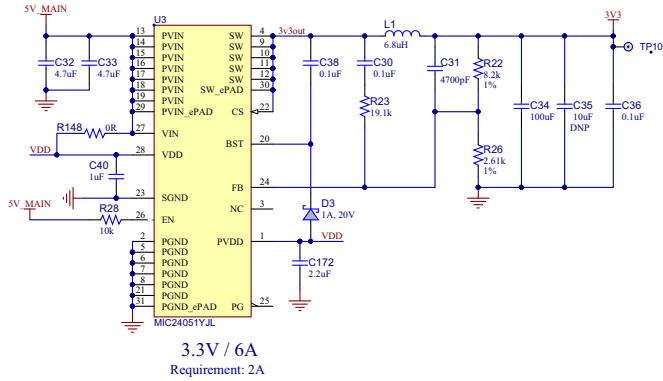 5V_MAIN
C32
4.7uF
C33
4.7uF
R148
0R
VDD
C40
1uF
5V_MAIN
R28
10k
U3
13 PVIN
14 PVIN
15 PVIN
16 PVIN
17 PVIN
18 PVIN
19 PVIN
29 PVIN_ePAD
27 VIN
28 VDD
23 SGND
26 EN
2 PGND
5 PGND
6 PGND
7 PGND
8 PGND
21 PGND
31 PGND_ePAD
SW 4
SW 9
SW 10
SW 11
SW 12
SW_ePAD 30
CS 22
BST 20
FB 24
NC 3
PVDD 1
PG 25
MIC24051YJL
3v3out
C38
0.1uF
C30
0.1uF
R23
19.1k
L1
6.8uH
C31
4700pF
R22
8.2k
1%
R26
2.61k
1%
C34
100uF
C35
10uF
DNP
C36
0.1uF
3V3
TP10
D3
1A, 20V
VDD
C172
2.2uF
3.3V / 6A
Requirement: 2A